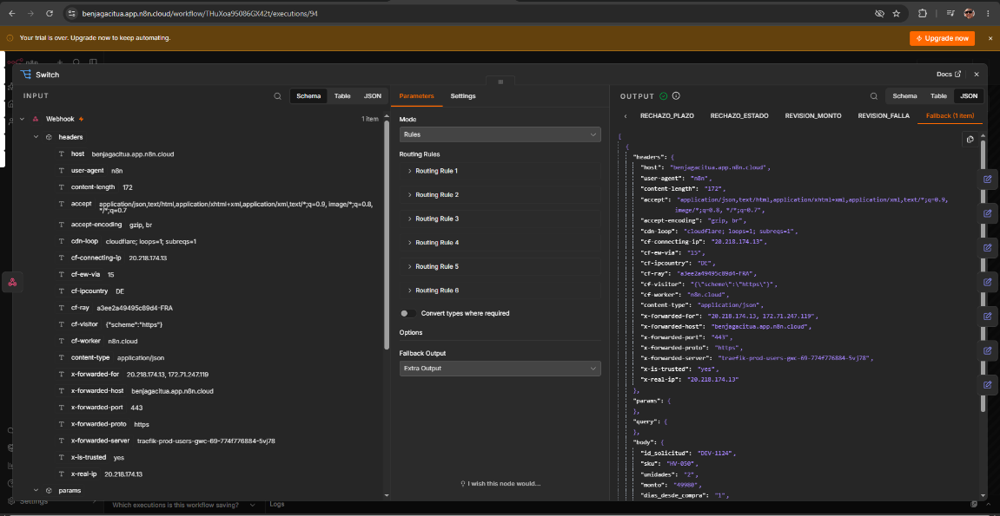 benjagacitua.app.n8n.cloud/workflow/THuXoa95086GX42t/executions/94
Your trial is over. Upgrade now to keep automating.
Upgrade now
n8n
Switch
Docs
INPUT
Schema
Table
JSON
Webhook
1 item
headers
T host benjagacitua.app.n8n.cloud
T user-agent n8n
T content-length 172
T accept application/json,text/html,application/xhtml+xml,application/xml,text/*;q=0.9, image/*;q=0.8,
*/*;q=0.7
T accept-encoding gzip, br
T cdn-loop cloudflare; loops=1; subreqs=1
T cf-connecting-ip 20.218.174.13
T cf-ew-via 15
T cf-ipcountry DE
T cf-ray a3ee2a49495c89d4-FRA
T cf-visitor {"scheme":"https"}
T cf-worker n8n.cloud
T content-type application/json
T x-forwarded-for 20.218.174.13, 172.71.247.119
T x-forwarded-host benjagacitua.app.n8n.cloud
T x-forwarded-port 443
T x-forwarded-proto https
T x-forwarded-server traefik-prod-users-gwc-69-774f776884-5vj78
T x-is-trusted yes
T x-real-ip 20.218.174.13
params
Parameters
Settings
Mode
Rules
Routing Rules
Routing Rule 1
Routing Rule 2
Routing Rule 3
Routing Rule 4
Routing Rule 5
Routing Rule 6
Convert types where required
Options
Fallback Output
Extra Output
I wish this node would...
OUTPUT
Schema
Table
JSON
RECHAZO_PLAZO
RECHAZO_ESTADO
REVISION_MONTO
REVISION_FALLA
Fallback (1 item)
[
{
"headers": {
"host": "benjagacitua.app.n8n.cloud",
"user-agent": "n8n",
"content-length": "172",
"accept": "application/json,text/html,application/xhtml+xml,application/xml,text/*;q=0.9,
image/*;q=0.8, */*;q=0.7",
"accept-encoding": "gzip, br",
"cdn-loop": "cloudflare; loops=1; subreqs=1",
"cf-connecting-ip": "20.218.174.13",
"cf-ew-via": "15",
"cf-ipcountry": "DE",
"cf-ray": "a3ee2a49495c89d4-FRA",
"cf-visitor": "{\"scheme\":\"https\"}",
"cf-worker": "n8n.cloud",
"content-type": "application/json",
"x-forwarded-for": "20.218.174.13, 172.71.247.119",
"x-forwarded-host": "benjagacitua.app.n8n.cloud",
"x-forwarded-port": "443",
"x-forwarded-proto": "https",
"x-forwarded-server": "traefik-prod-users-gwc-69-774f776884-5vj78",
"x-is-trusted": "yes",
"x-real-ip": "20.218.174.13"
},
"params": {
},
"query": {
},
"body": {
"id_solicitud": "DEV-1124",
"sku": "HV-050",
"unidades": "2",
"monto": "49980",
"dias_desde_compra": "1",
Settings
Which executions is this workflow saving?
Logs